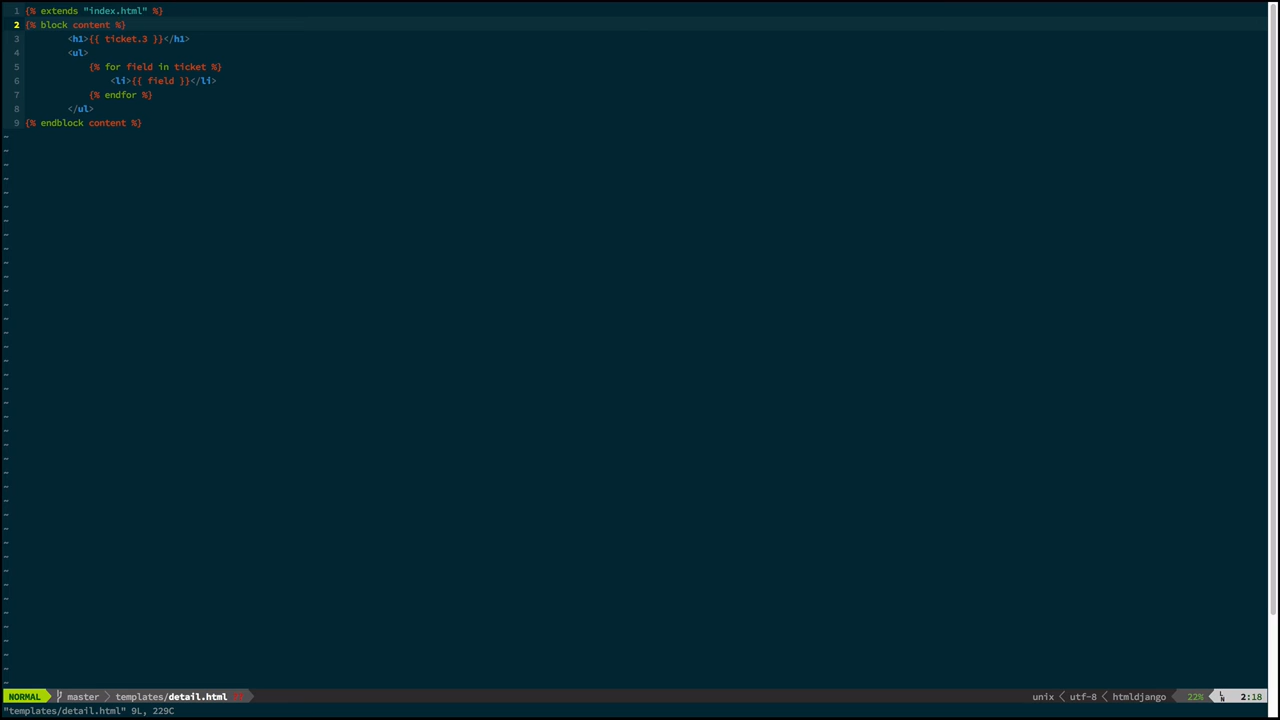 1 {% extends "index.html" %}
2 {% block content %}
3         <h1>{{ ticket.3 }}</h1>
4         <ul>
5             {% for field in ticket %}
6                 <li>{{ field }}</li>
7             {% endfor %}
8         </ul>
9 {% endblock content %}
NORMAL master templates/detail.html unix utf-8 htmldjango 22% LN 2:18
"templates/detail.html" 9L, 229C